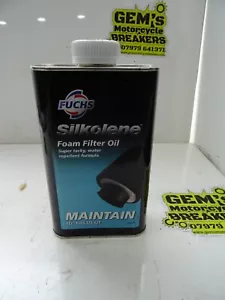 GEM's
Motorcycle
BREAKERS
07979 641371
FUCHS
Silkolene
Foam Filter Oil
Super tacky, water
repellent formula
MAINTAIN
GEM's
Motorcycle
BREAKER
07979